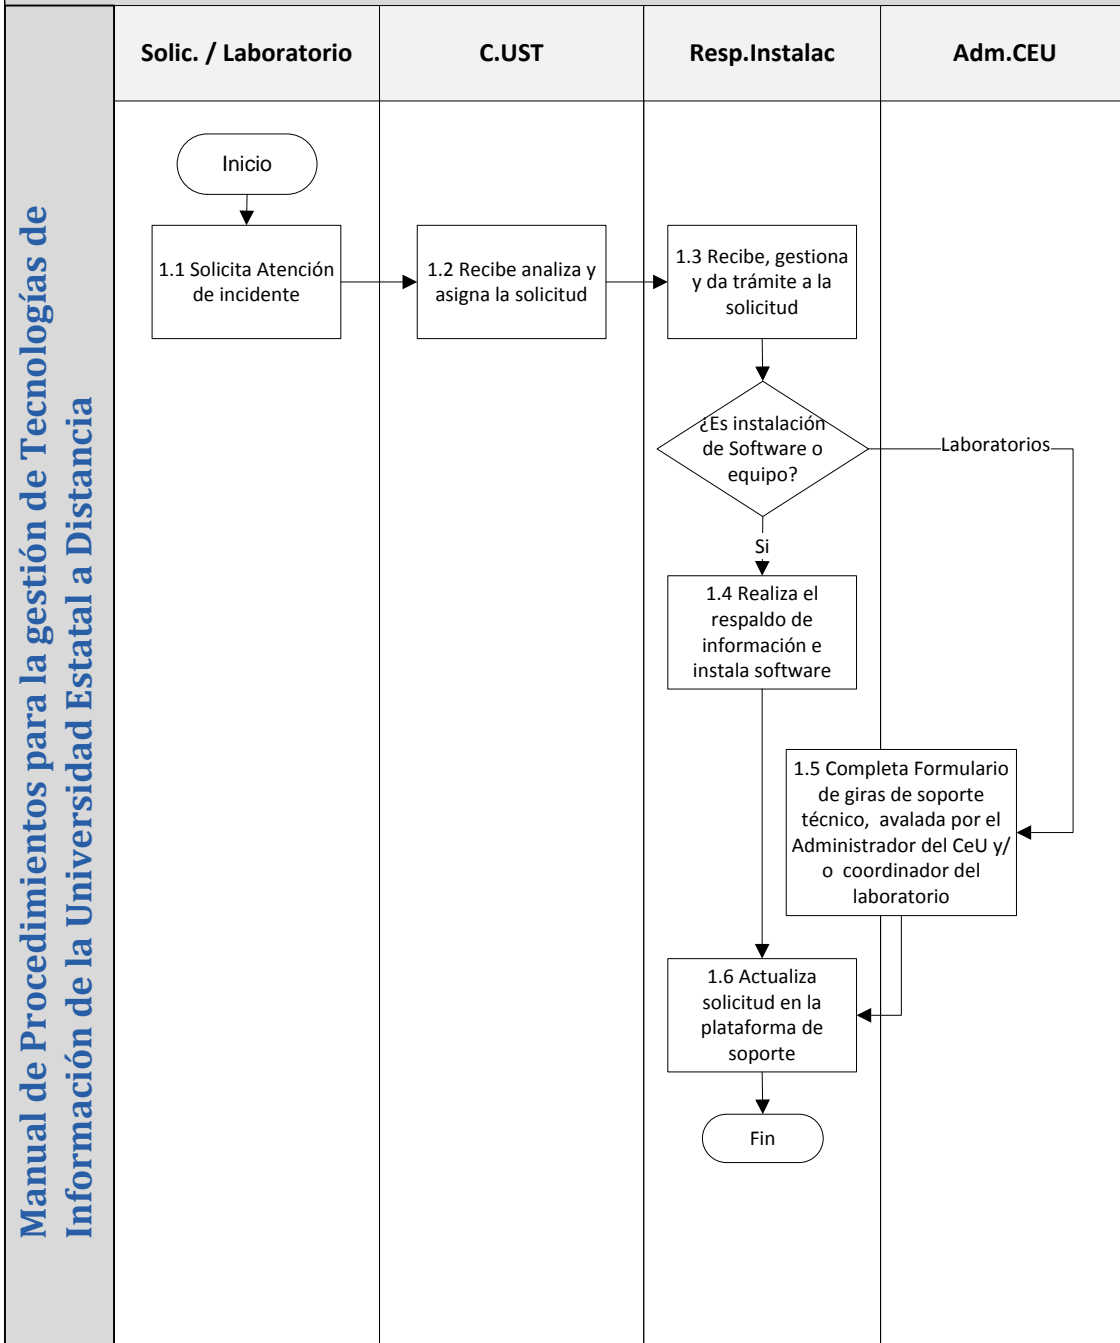 Manual de Procedimientos para la gestión de Tecnologías de
Información de la Universidad Estatal a Distancia
Solic. / Laboratorio
C.UST
Resp.Instalac
Adm.CEU
Inicio
1.1 Solicita Atención
de incidente
1.2 Recibe analiza y
asigna la solicitud
1.3 Recibe, gestiona
y da trámite a la
solicitud
¿Es instalación
de Software o
equipo?
Laboratorios
Si
1.4 Realiza el
respaldo de
información e
instala software
1.5 Completa Formulario
de giras de soporte
técnico, avalada por el
Administrador del CeU y/
o coordinador del
laboratorio
1.6 Actualiza
solicitud en la
plataforma de
soporte
Fin